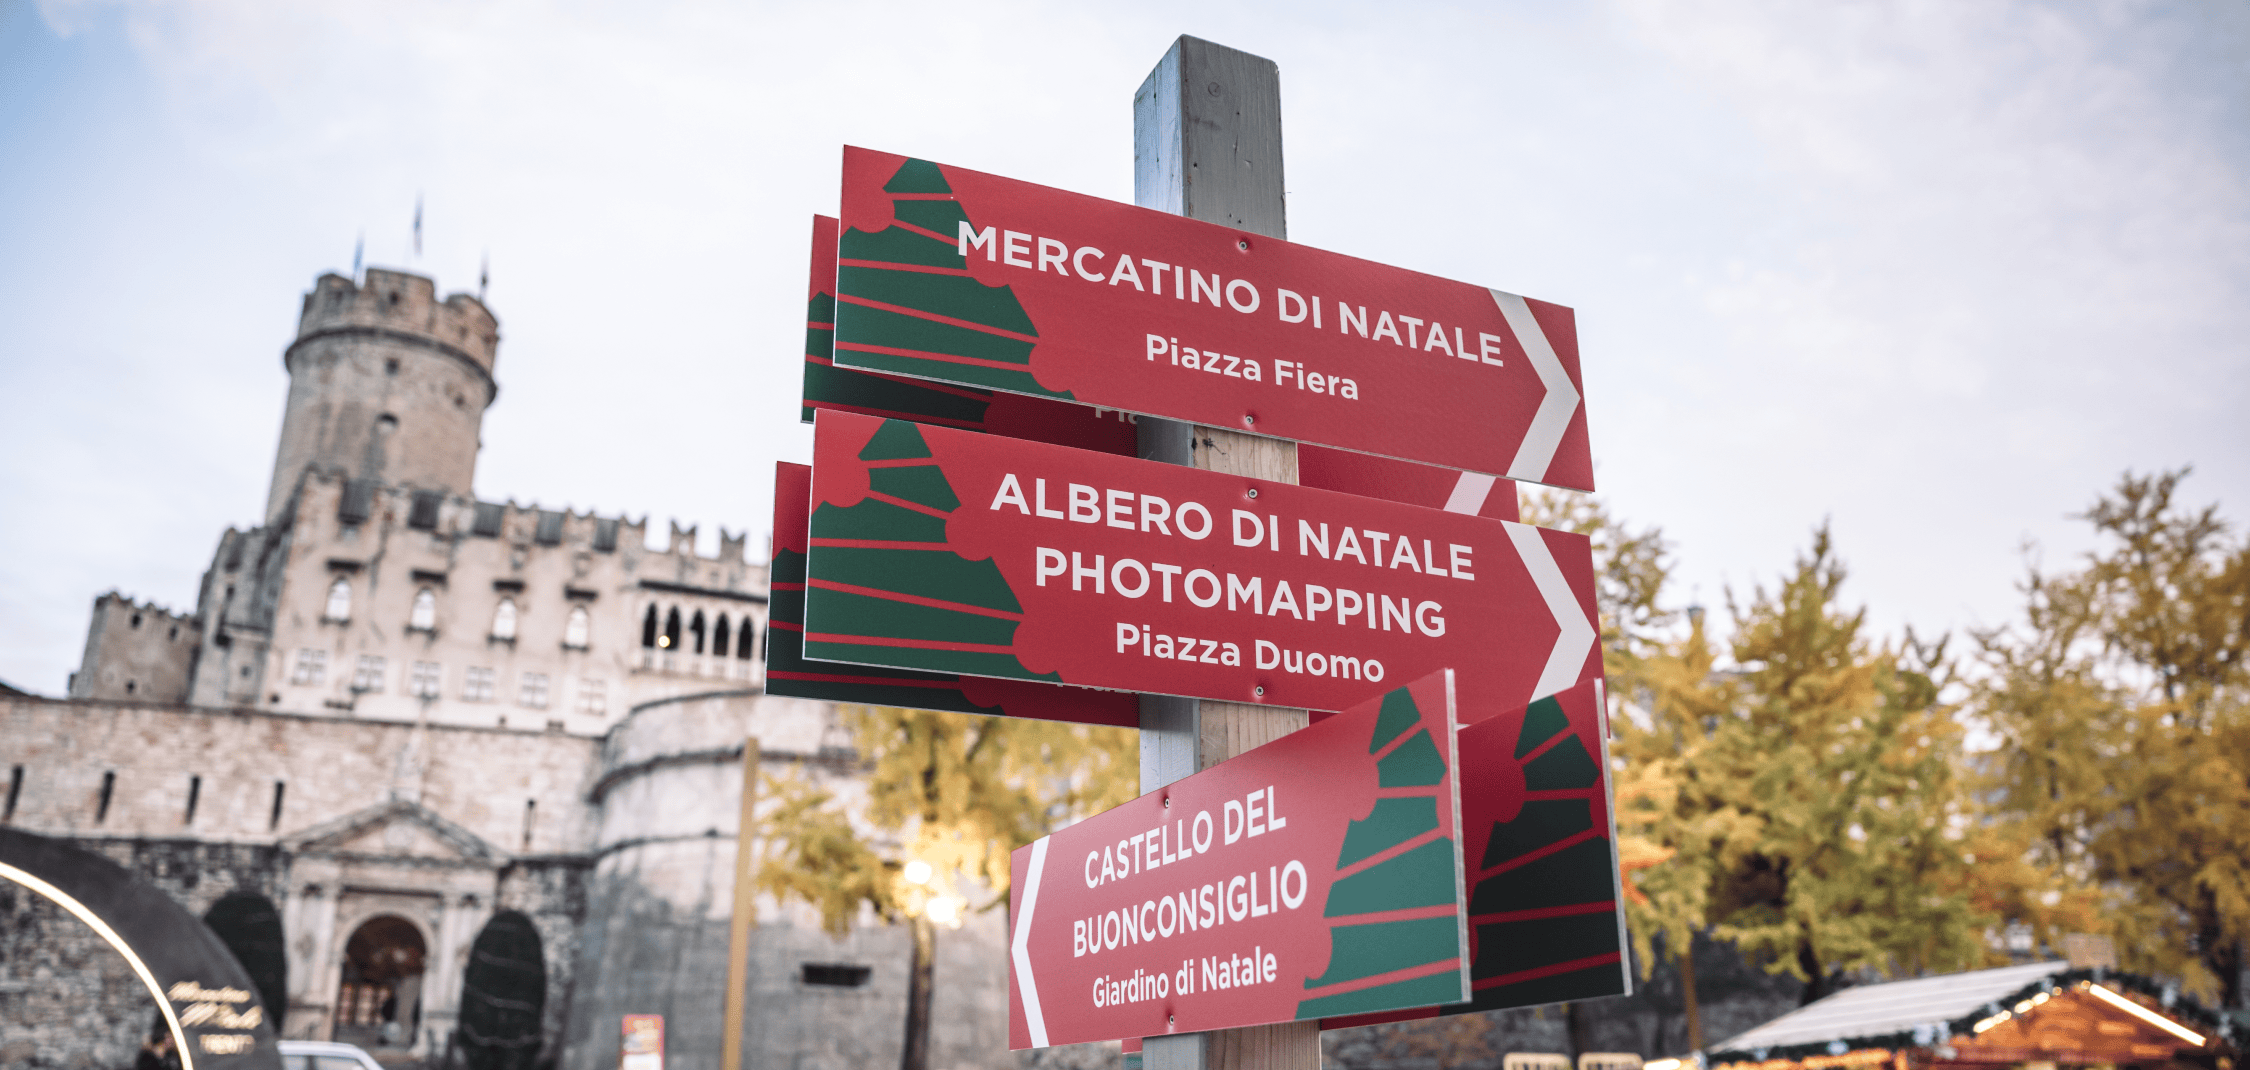 MERCATINO DI NATALE
Piazza Fiera
ALBERO DI NATALE
PHOTOMAPPING
Piazza Duomo
CASTELLO DEL
BUONCONSIGLIO
Giardino di Natale